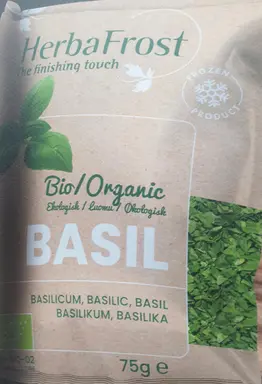 HerbaFrost
The finishing touch
FROZEN PRODUCT
Bio/Organic
Ekologisk / Luomu / Økologisk
BASIL
BASILICUM, BASILIC, BASIL
BASILIKUM, BASILIKA
75g e